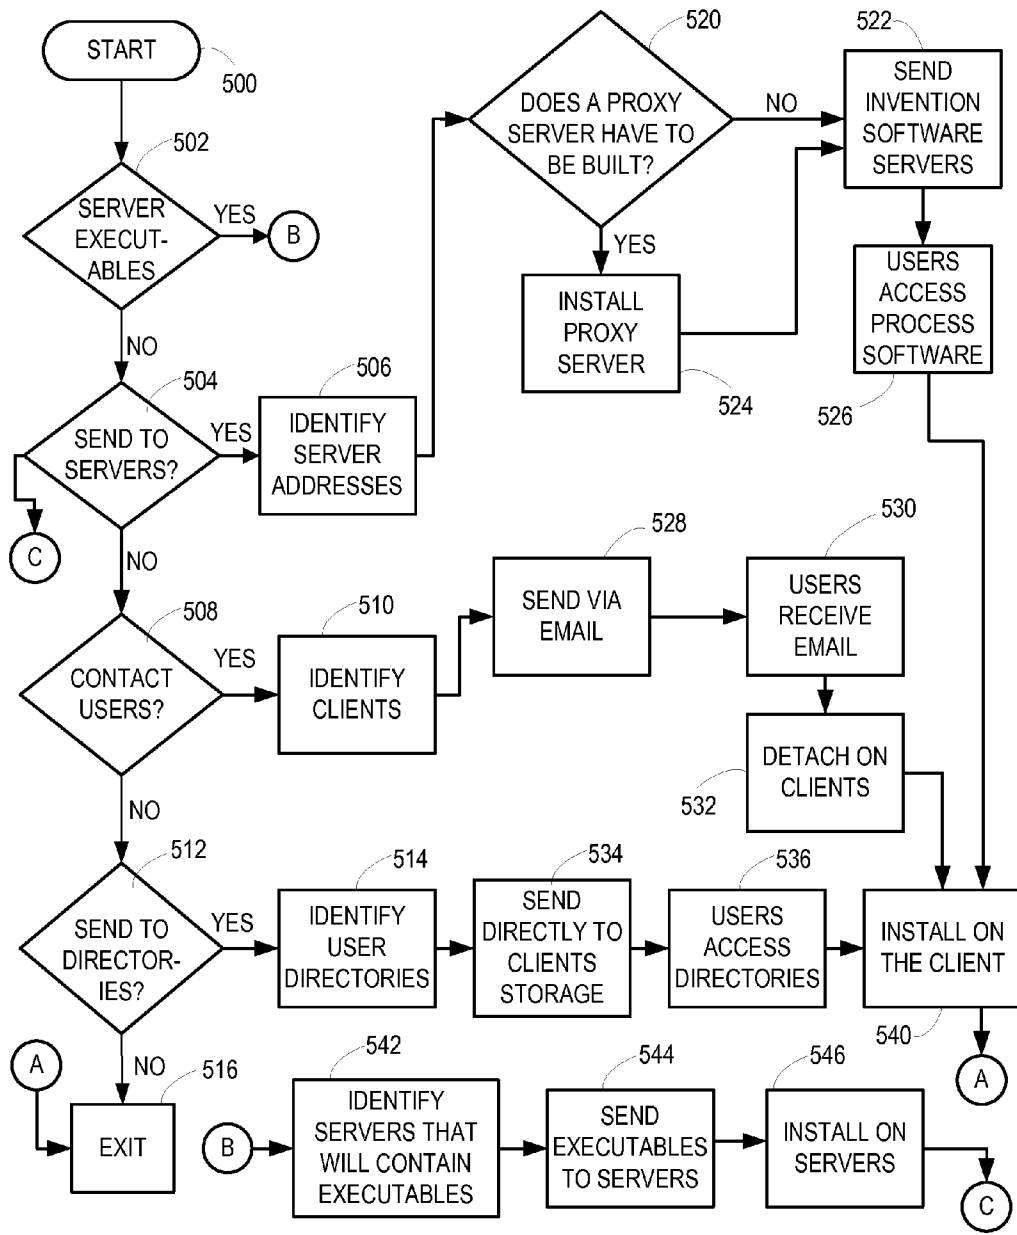 START
500
502
SERVER
EXECUT-
ABLES
YES
B
NO
504
SEND TO
SERVERS?
YES
C
NO
506
IDENTIFY
SERVER
ADDRESSES
520
DOES A PROXY
SERVER HAVE TO
BE BUILT?
NO
YES
INSTALL
PROXY
SERVER
524
522
SEND
INVENTION
SOFTWARE
SERVERS
USERS
ACCESS
PROCESS
SOFTWARE
526
508
CONTACT
USERS?
YES
NO
510
IDENTIFY
CLIENTS
528
SEND VIA
EMAIL
530
USERS
RECEIVE
EMAIL
DETACH ON
CLIENTS
532
512
SEND TO
DIRECTOR-
IES?
YES
NO
514
IDENTIFY
USER
DIRECTORIES
534
SEND
DIRECTLY TO
CLIENTS
STORAGE
536
USERS
ACCESS
DIRECTORIES
INSTALL ON
THE CLIENT
540
A
A
516
EXIT
B
542
IDENTIFY
SERVERS THAT
WILL CONTAIN
EXECUTABLES
544
SEND
EXECUTABLES
TO SERVERS
546
INSTALL ON
SERVERS
C